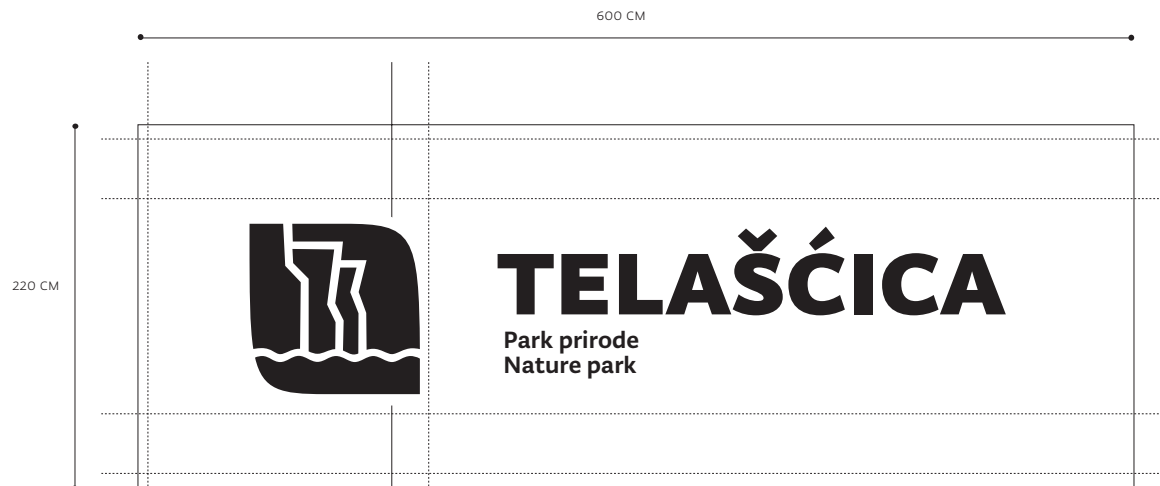 600 CM
220 CM
TELAŠĆICA
Park prirode
Nature park